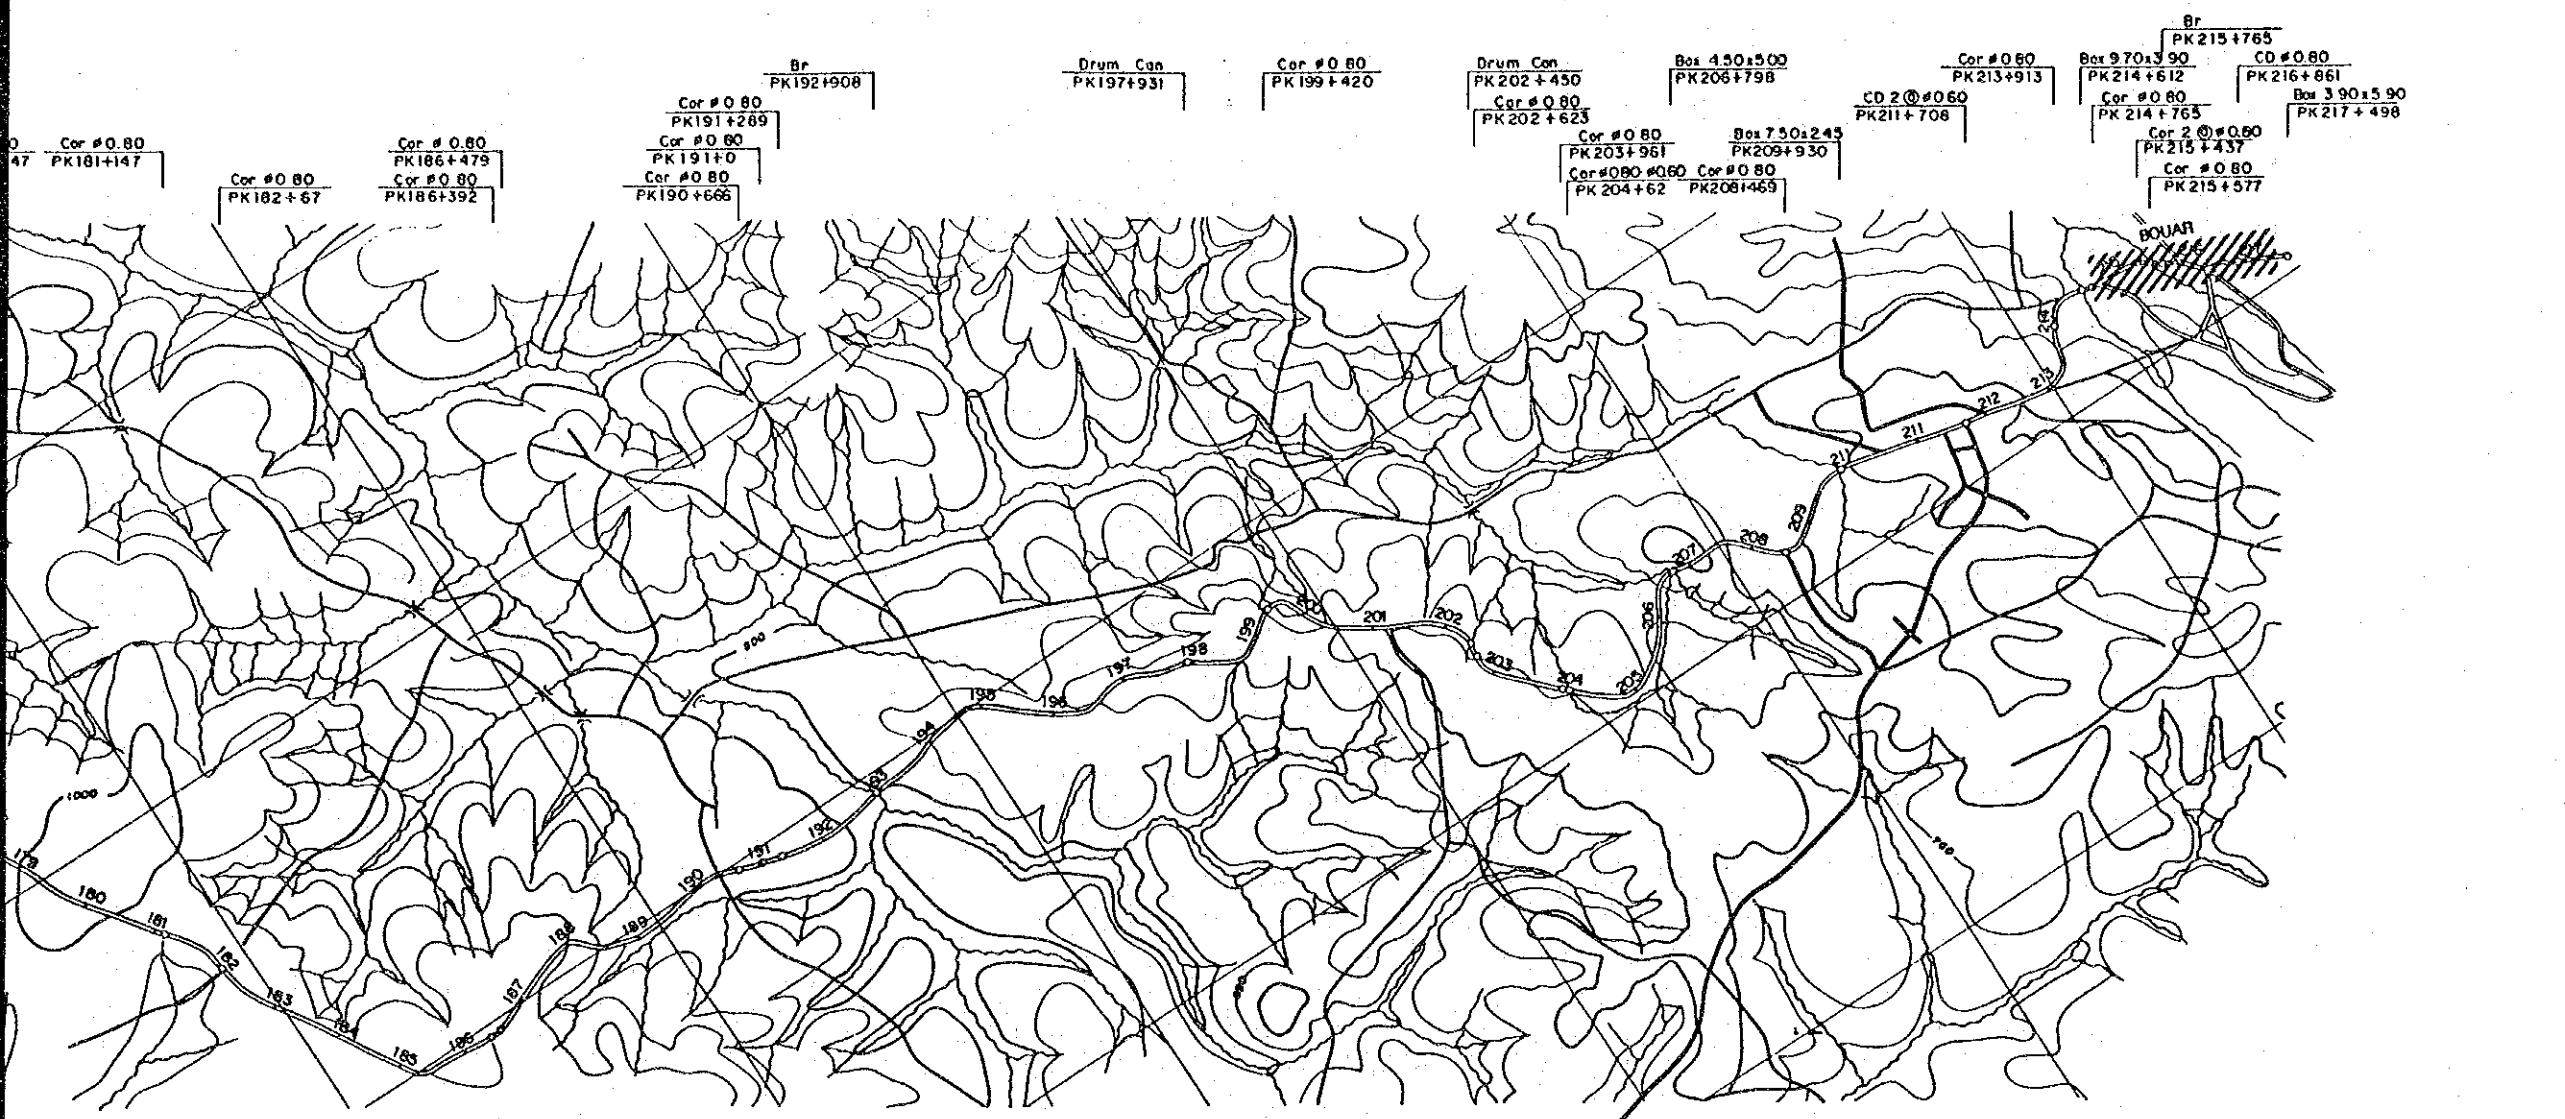 Cor ø0.80
PK181+147
47
Cor ø0.80
PK182+67
Cor ø 0.80
PK186+479
Cor ø0 80
PK186+392
Br
PK192+908
Cor ø0 80
PK191+289
Cor ø0 80
PK191+0
Cor ø0 80
PK190+666
Drum Can
PK197+931
Cor ø0 80
PK199+420
Drum Can
PK202+450
Cor ø0 80
PK202+623
Cor ø0 80
PK203+961
Cor ø080 ø060
PK204+62
Box 4.50x5.00
PK206+798
Box 7.50x2.45
PK209+930
Cor ø0 80
PK208+469
Cor ø0 80
PK213+913
CD 2@ø060
PK211+708
Br
PK215+765
Box 9.70x3.90
PK214+612
Cor ø0 80
PK214+765
Cor 2@ø0.80
PK215+437
Cor ø0 80
PK215+577
CD ø0.80
PK216+861
Box 3.90x5.90
PK217+498
BOUAR
900
1000
179
180
181
182
183
184
185
186
187
188
189
190
191
192
193
194
195
196
197
198
199
200
201
202
203
204
205
206
207
208
209
211
211
212
213
214